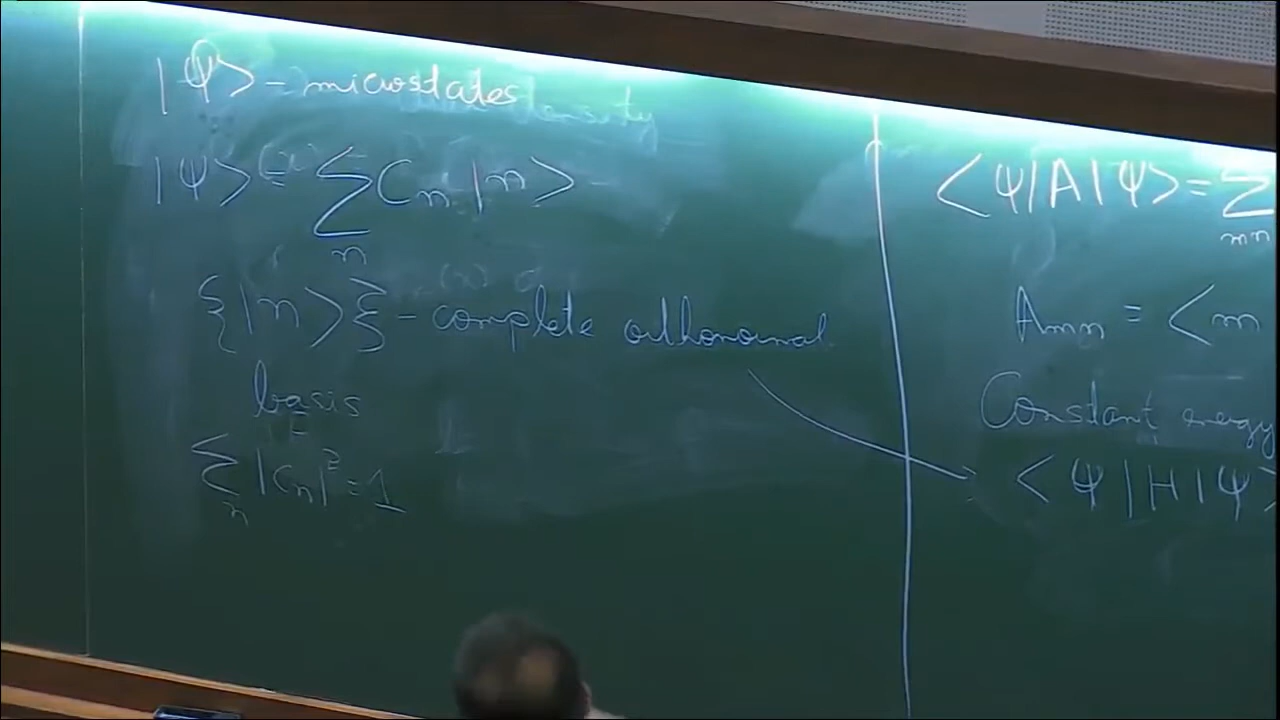 |Ψ> - microstates
|Ψ> = ∑ Cn |n>
n
{|n>} - complete orthonormal
basis
∑ |Cn|² = 1
n
<Ψ|A|Ψ> = ∑
mn
Amn = <m
Constant energy
<Ψ|H|Ψ>